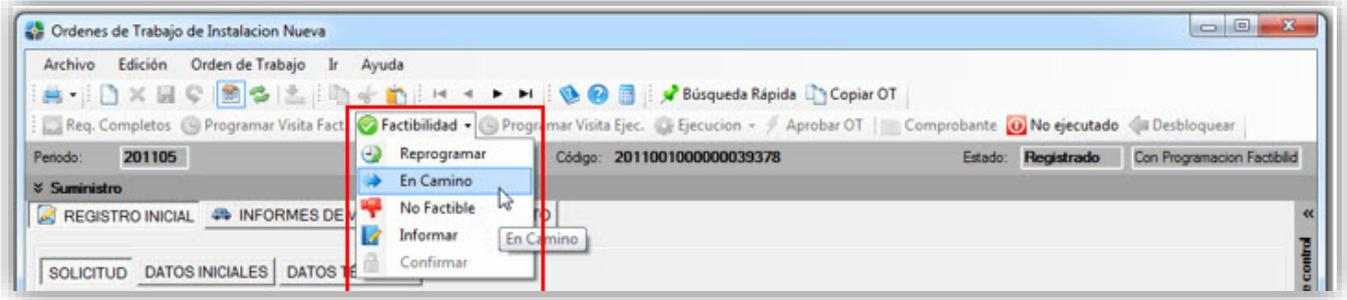 Ordenes de Trabajo de Instalacion Nueva
Archivo Edición Orden de Trabajo Ir Ayuda
Búsqueda Rápida Copiar OT
Req. Completos Programar Visita Fact Factibilidad Programar Visita Ejec. Ejecucion Aprobar OT Comprobante No ejecutado Desbloquear
Periodo: 201105 Código: 2011001000000039378 Estado: Registrado Con Programacion Factibilid
Reprogramar
Suministro
En Camino
REGISTRO INICIAL INFORMES DE
No Factible
Informar
En Camino
SOLICITUD DATOS INICIALES DATOS
Confirmar
control